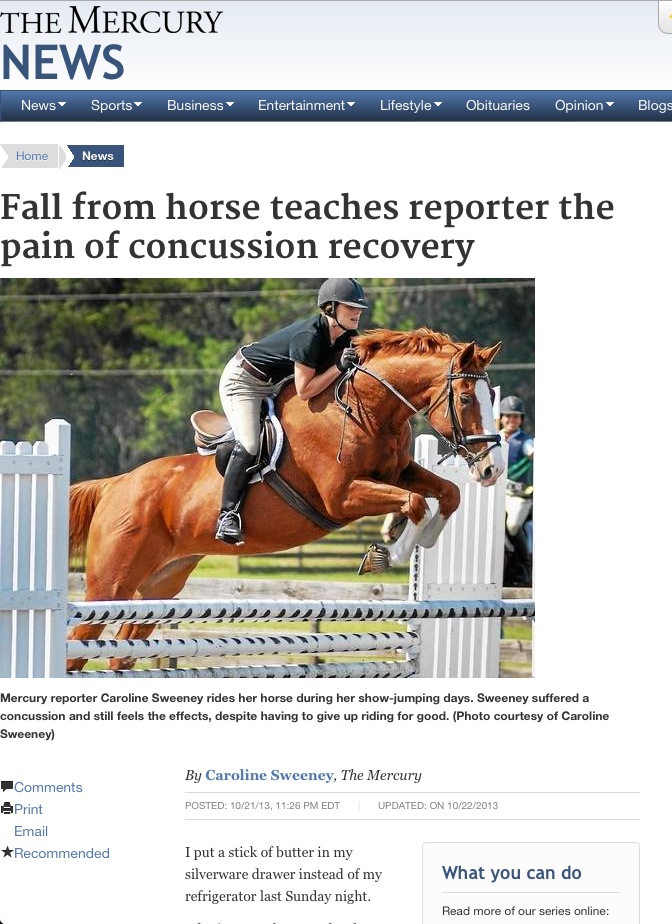 THE MERCURY
NEWS
News Sports Business Entertainment Lifestyle Obituaries Opinion Blogs
Home News
Fall from horse teaches reporter the
pain of concussion recovery
Mercury reporter Caroline Sweeney rides her horse during her show-jumping days. Sweeney suffered a
concussion and still feels the effects, despite having to give up riding for good. (Photo courtesy of Caroline
Sweeney)
Comments
Print
Email
Recommended
By Caroline Sweeney, The Mercury
POSTED: 10/21/13, 11:26 PM EDT | UPDATED: ON 10/22/2013
I put a stick of butter in my
silverware drawer instead of my
refrigerator last Sunday night.
What you can do
Read more of our series online: